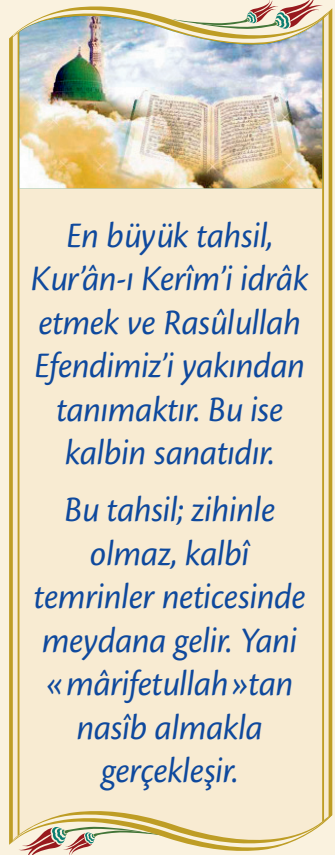 En büyük tahsil,
Kur’ân-ı Kerîm’i idrâk
etmek ve Rasûlullah
Efendimiz’i yakından
tanımaktır. Bu ise
kalbin sanatıdır.
Bu tahsil; zihinle
olmaz, kalbî
temrinler neticesinde
meydana gelir. Yani
«mârifetullah»tan
nasîb almakla
gerçekleşir.